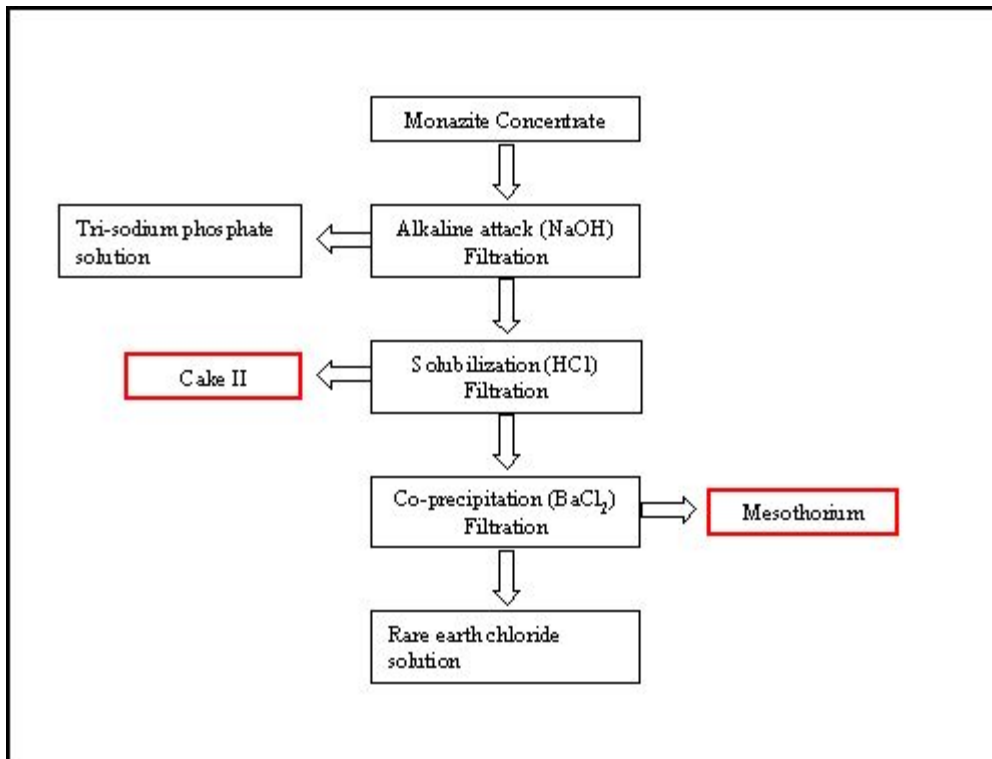 Monazite Concentrate
Tri-sodium phosphate
solution
Alkaline attack (NaOH)
Filtration
Cake II
Solubilization (HCl)
Filtration
Co-precipitation (BaCl₂)
Filtration
Mesothorium
Rare earth chloride
solution